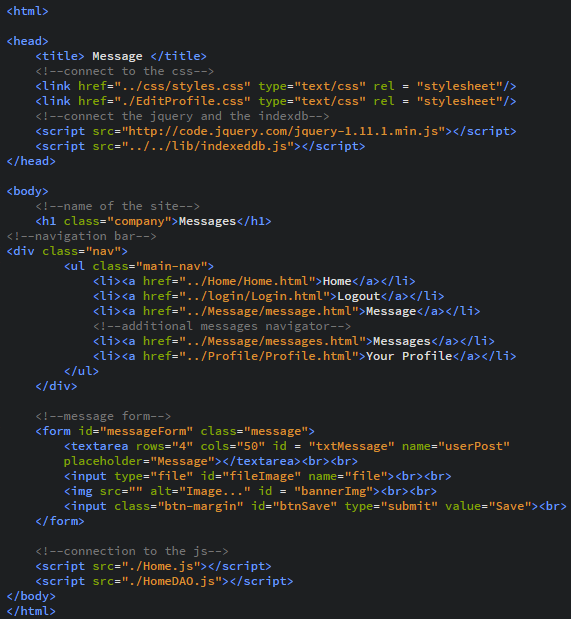 <html>
<head>
<title> Message </title>
<!--connect to the css-->
<link href="../css/styles.css" type="text/css" rel = "stylesheet"/>
<link href="./EditProfile.css" type="text/css" rel = "stylesheet"/>
<!--connect the jquery and the indexdb-->
<script src="http://code.jquery.com/jquery-1.11.1.min.js"></script>
<script src="../../lib/indexeddb.js"></script>
</head>
<body>
<!--name of the site-->
<h1 class="company">Messages</h1>
<!--navigation bar-->
<div class="nav">
<ul class="main-nav">
<li><a href="../Home/Home.html">Home</a></li>
<li><a href="../login/Login.html">Logout</a></li>
<li><a href="../Message/message.html">Message</a></li>
<!--additional messages navigator-->
<li><a href="../Message/messages.html">Messages</a></li>
<li><a href="../Profile/Profile.html">Your Profile</a></li>
</ul>
</div>
<!--message form-->
<form id="messageForm" class="message">
<textarea rows="4" cols="50" id = "txtMessage" name="userPost"
placeholder="Message"></textarea><br><br>
<input type="file" id="fileImage" name="file"><br><br>
<img src="" alt="Image..." id = "bannerImg"><br><br>
<input class="btn-margin" id="btnSave" type="submit" value="Save"><br>
</form>
<!--connection to the js-->
<script src="./Home.js"></script>
<script src="./HomeDAO.js"></script>
</body>
</html>